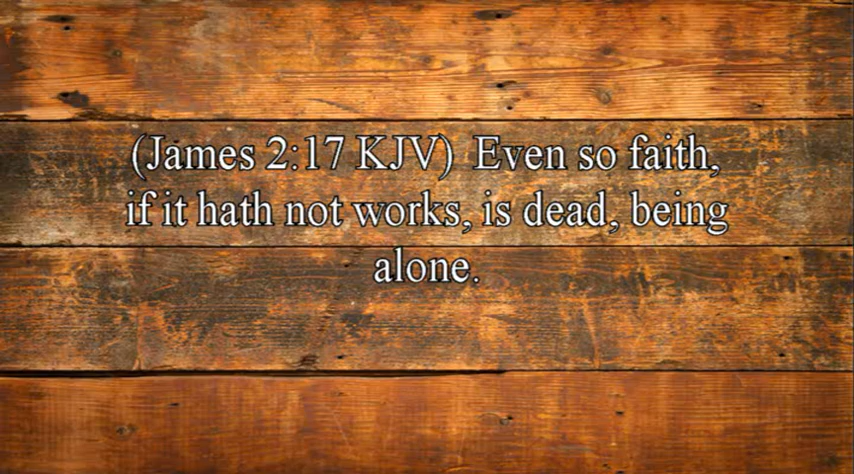 (James 2:17 KJV)  Even so faith,
if it hath not works, is dead, being
alone.